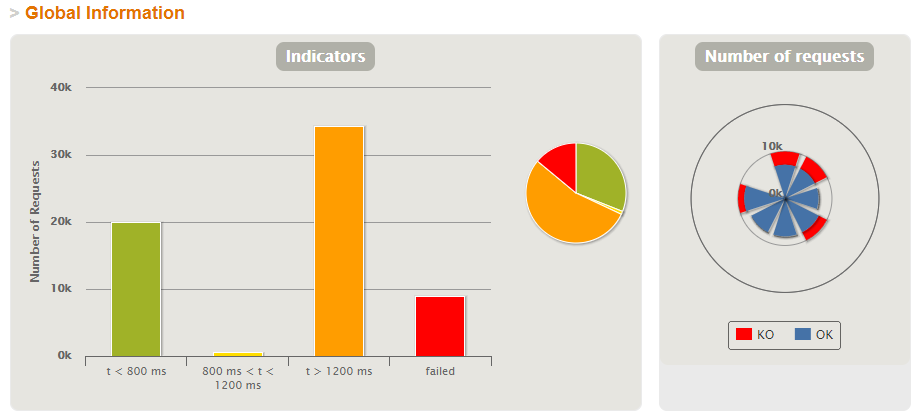 > Global Information
Indicators
Number of requests
40k
30k
20k
10k
0k
Number of Requests
t < 800 ms
800 ms < t <
1200 ms
t > 1200 ms
failed
10k
0k
KO
OK